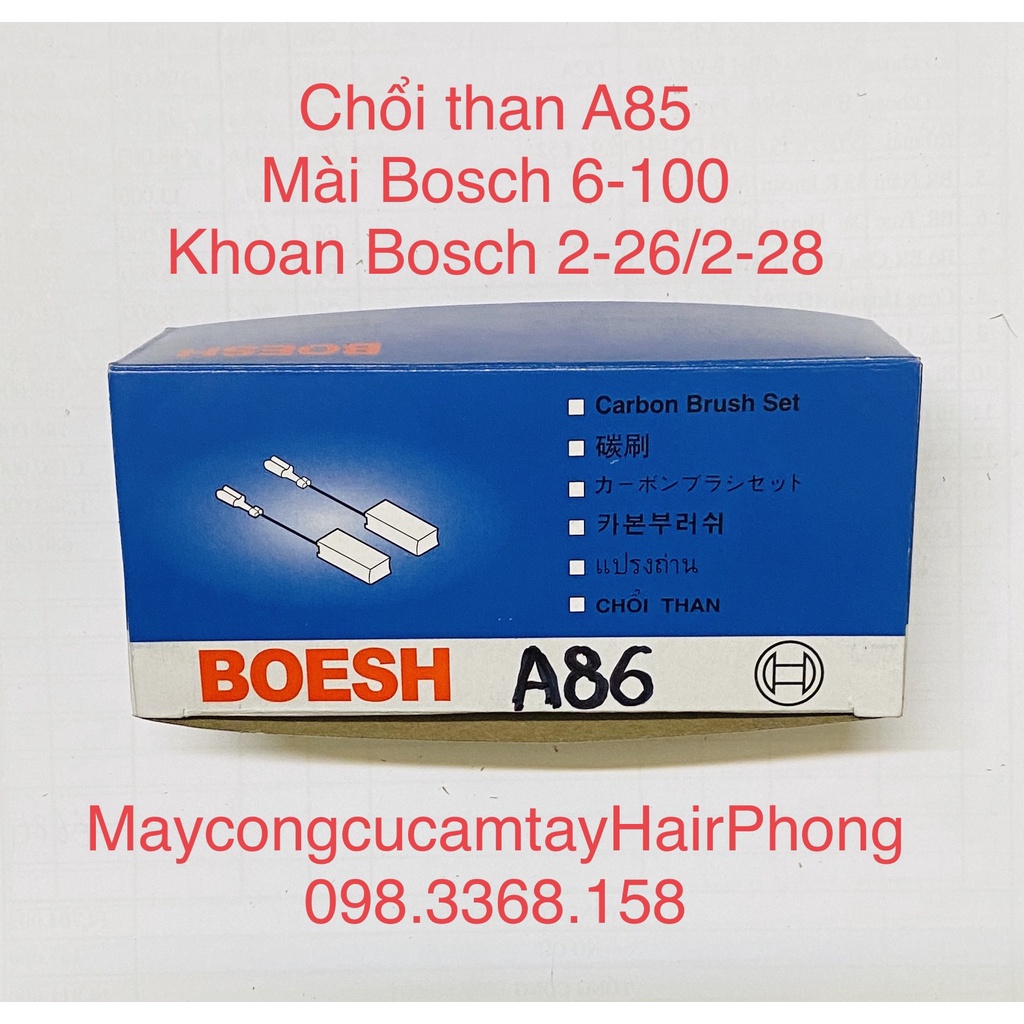 Chổi than A85
Mài Bosch 6-100
Khoan Bosch 2-26/2-28
BOESH
Carbon Brush Set
碳刷
カーボンブラシセット
카본부러쉬
แปรงถ่าน
CHỔI THAN
BOESH A86
MaycongcucamtayHairPhong
098.3368.158